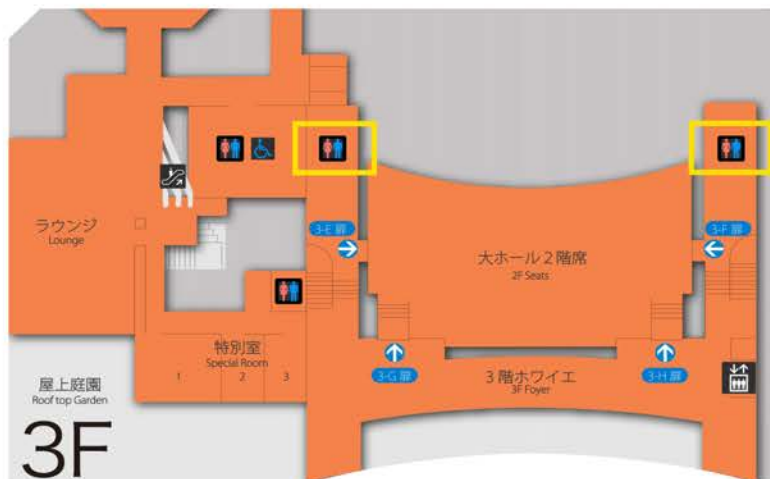 3-E 扉
3-F 扉
ラウンジ
Lounge
大ホール2階席
2F Seats
特別室
Special Room
1
2
3
3-G 扉
3階ホワイエ
3F Foyer
3-H 扉
屋上庭園
Roof top Garden
3F